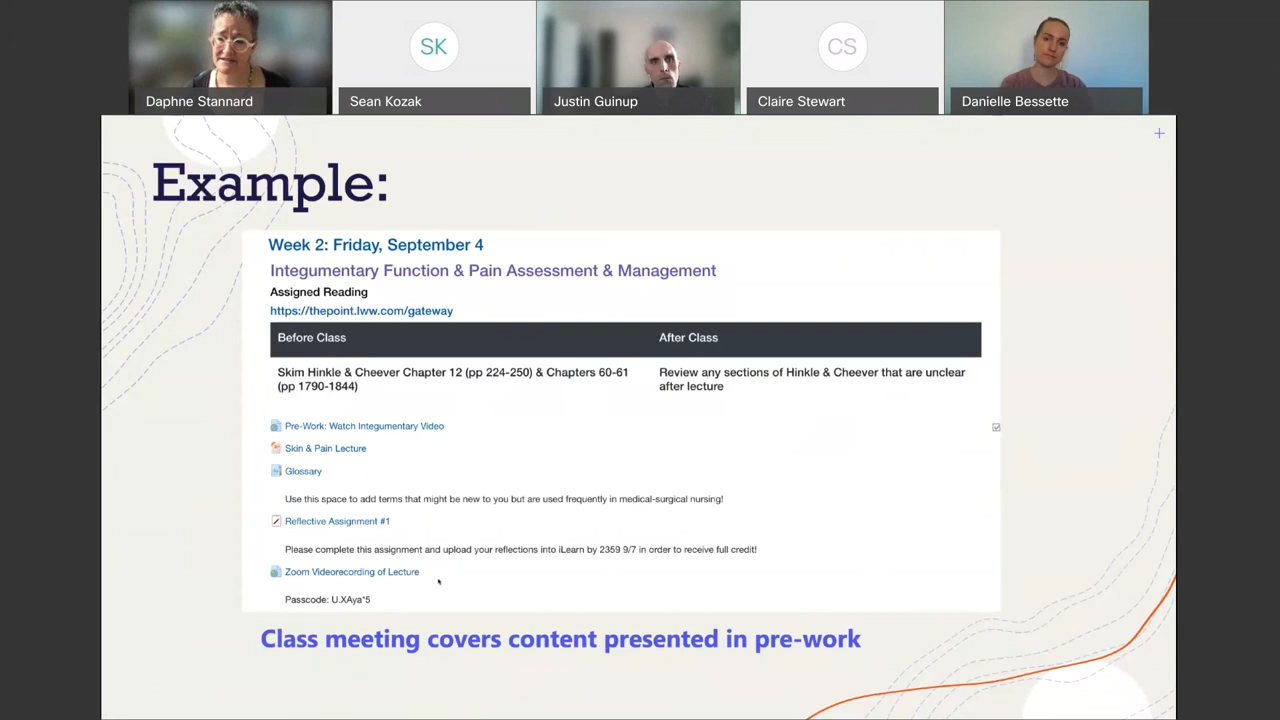 SK
CS
Daphne Stannard
Sean Kozak
Justin Guinup
Claire Stewart
Danielle Bessette
Example:
Week 2: Friday, September 4
Integumentary Function & Pain Assessment & Management
Assigned Reading
https://thepoint.lww.com/gateway
Before Class
After Class
Skim Hinkle & Cheever Chapter 12 (pp 224-250) & Chapters 60-61
(pp 1790-1844)
Review any sections of Hinkle & Cheever that are unclear
after lecture
Pre-Work: Watch Integumentary Video
Skin & Pain Lecture
Glossary
Use this space to add terms that might be new to you but are used frequently in medical-surgical nursing!
Reflective Assignment #1
Please complete this assignment and upload your reflections into iLearn by 2359 9/7 in order to receive full credit!
Zoom Videorecording of Lecture
Passcode: U.XAya*5
Class meeting covers content presented in pre-work